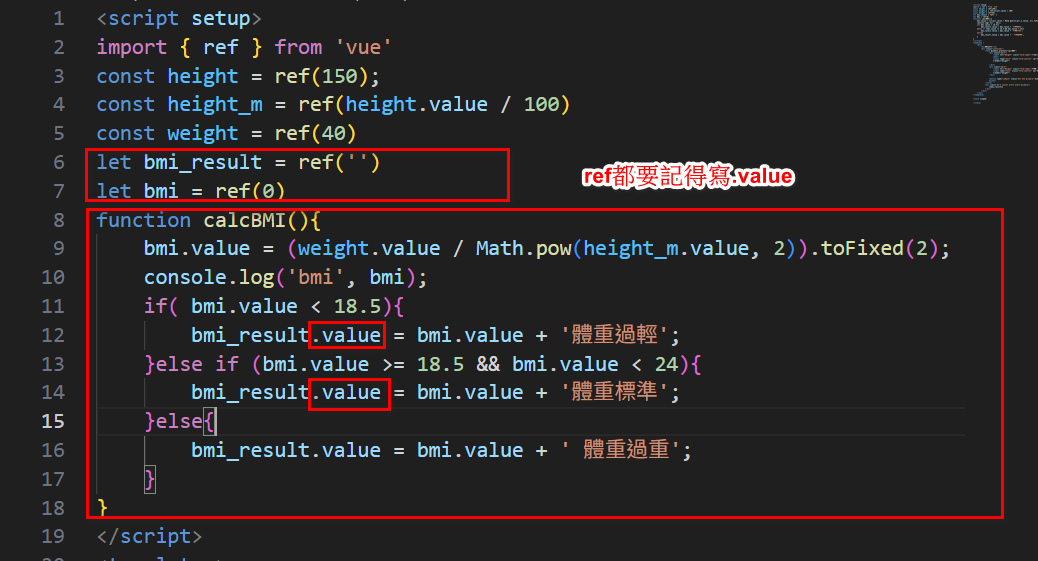 1 <script setup>
2 import { ref } from 'vue'
3 const height = ref(150);
4 const height_m = ref(height.value / 100)
5 const weight = ref(40)
6 let bmi_result = ref('')
ref都要記得寫.value
7 let bmi = ref(0)
8 function calcBMI(){
9 bmi.value = (weight.value / Math.pow(height_m.value, 2)).toFixed(2);
10 console.log('bmi', bmi);
11 if( bmi.value < 18.5){
12 bmi_result.value = bmi.value + '體重過輕';
13 }else if (bmi.value >= 18.5 && bmi.value < 24){
14 bmi_result.value = bmi.value + '體重標準';
15 }else{
16 bmi_result.value = bmi.value + ' 體重過重';
17 }
18 }
19 </script>